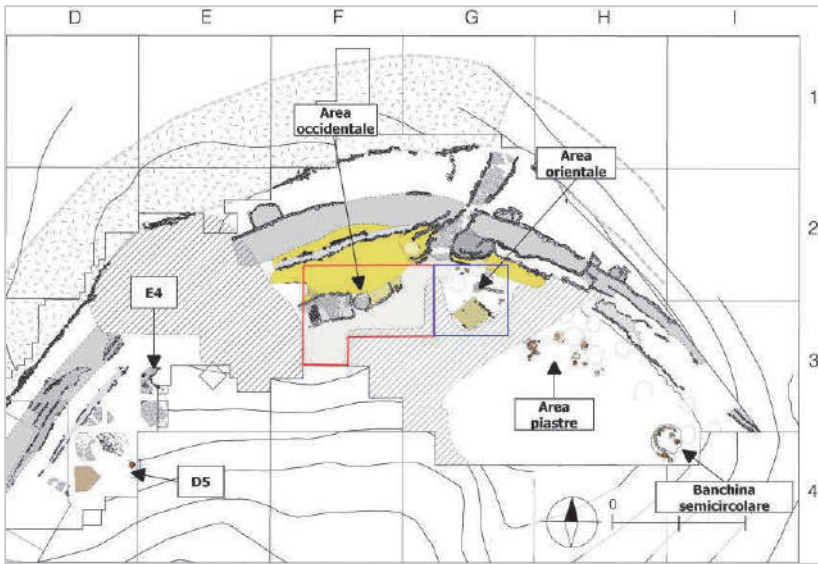 D E F G H I
1
Area
occidentale
Area
orientale
2
E4
3
Area
piastre
D5
Banchina
semicircolare
4
0